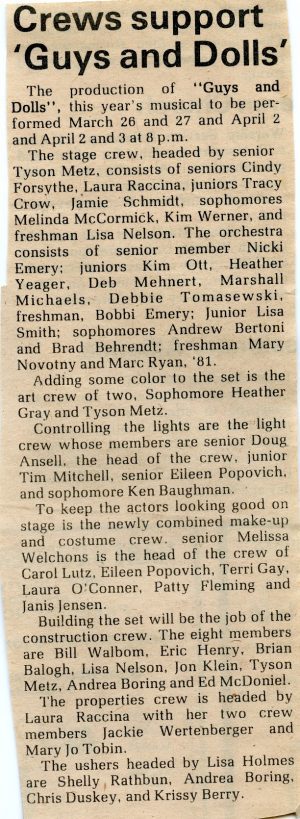 Crews support
'Guys and Dolls'
The production of "Guys and
Dolls", this year's musical to be per-
formed March 26 and 27 and April 2
and April 2 and 3 at 8 p.m.
The stage crew, headed by senior
Tyson Metz, consists of seniors Cindy
Forsythe, Laura Raccina, juniors Tracy
Crow, Jamie Schmidt, sophomores
Melinda McCormick, Kim Werner, and
freshman Lisa Nelson. The orchestra
consists of senior member Nicki
Emery; juniors Kim Ott, Heather
Yeager, Deb Mehnert, Marshall
Michaels, Debbie Tomasewski,
freshman, Bobbi Emery; Junior Lisa
Smith; sophomores Andrew Bertoni
and Brad Behrendt; freshman Mary
Novotny and Marc Ryan, '81.
Adding some color to the set is the
art crew of two, Sophomore Heather
Gray and Tyson Metz.
Controlling the lights are the light
crew whose members are senior Doug
Ansell, the head of the crew, junior
Tim Mitchell, senior Eileen Popovich,
and sophomore Ken Baughman.
To keep the actors looking good on
stage is the newly combined make-up
and costume crew. senior Melissa
Welchons is the head of the crew of
Carol Lutz, Eileen Popovich, Terri Gay,
Laura O'Conner, Patty Fleming and
Janis Jensen.
Building the set will be the job of the
construction crew. The eight members
are Bill Walbom, Eric Henry, Brian
Balogh, Lisa Nelson, Jon Klein, Tyson
Metz, Andrea Boring and Ed McDoniel.
The properties crew is headed by
Laura Raccina with her two crew
members Jackie Wertenberger and
Mary Jo Tobin.
The ushers headed by Lisa Holmes
are Shelly Rathbun, Andrea Boring,
Chris Duskey, and Krissy Berry.